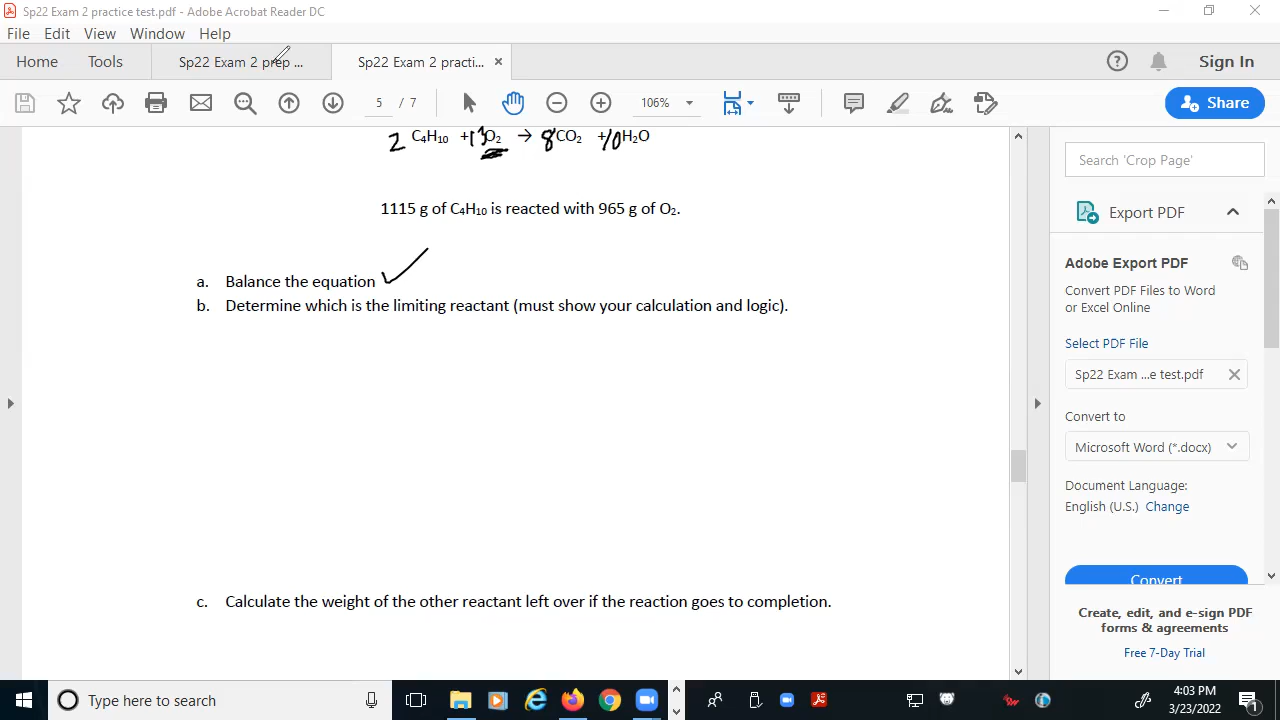 Sp22 Exam 2 practice test.pdf - Adobe Acrobat Reader DC
File Edit View Window Help
Home Tools Sp22 Exam 2 prep ... Sp22 Exam 2 practi... × Sign In
5 / 7 106% Share
2 C₄H₁₀ +13O₂ → 8CO₂ +10H₂O
1115 g of C₄H₁₀ is reacted with 965 g of O₂.
a. Balance the equation
b. Determine which is the limiting reactant (must show your calculation and logic).
c. Calculate the weight of the other reactant left over if the reaction goes to completion.
Search 'Crop Page'
Export PDF
Adobe Export PDF
Convert PDF Files to Word
or Excel Online
Select PDF File
Sp22 Exam ...e test.pdf
Convert to
Microsoft Word (*.docx)
Document Language:
English (U.S.) Change
Convert
Create, edit, and e-sign PDF
forms & agreements
Free 7-Day Trial
Type here to search
4:03 PM
3/23/2022
1